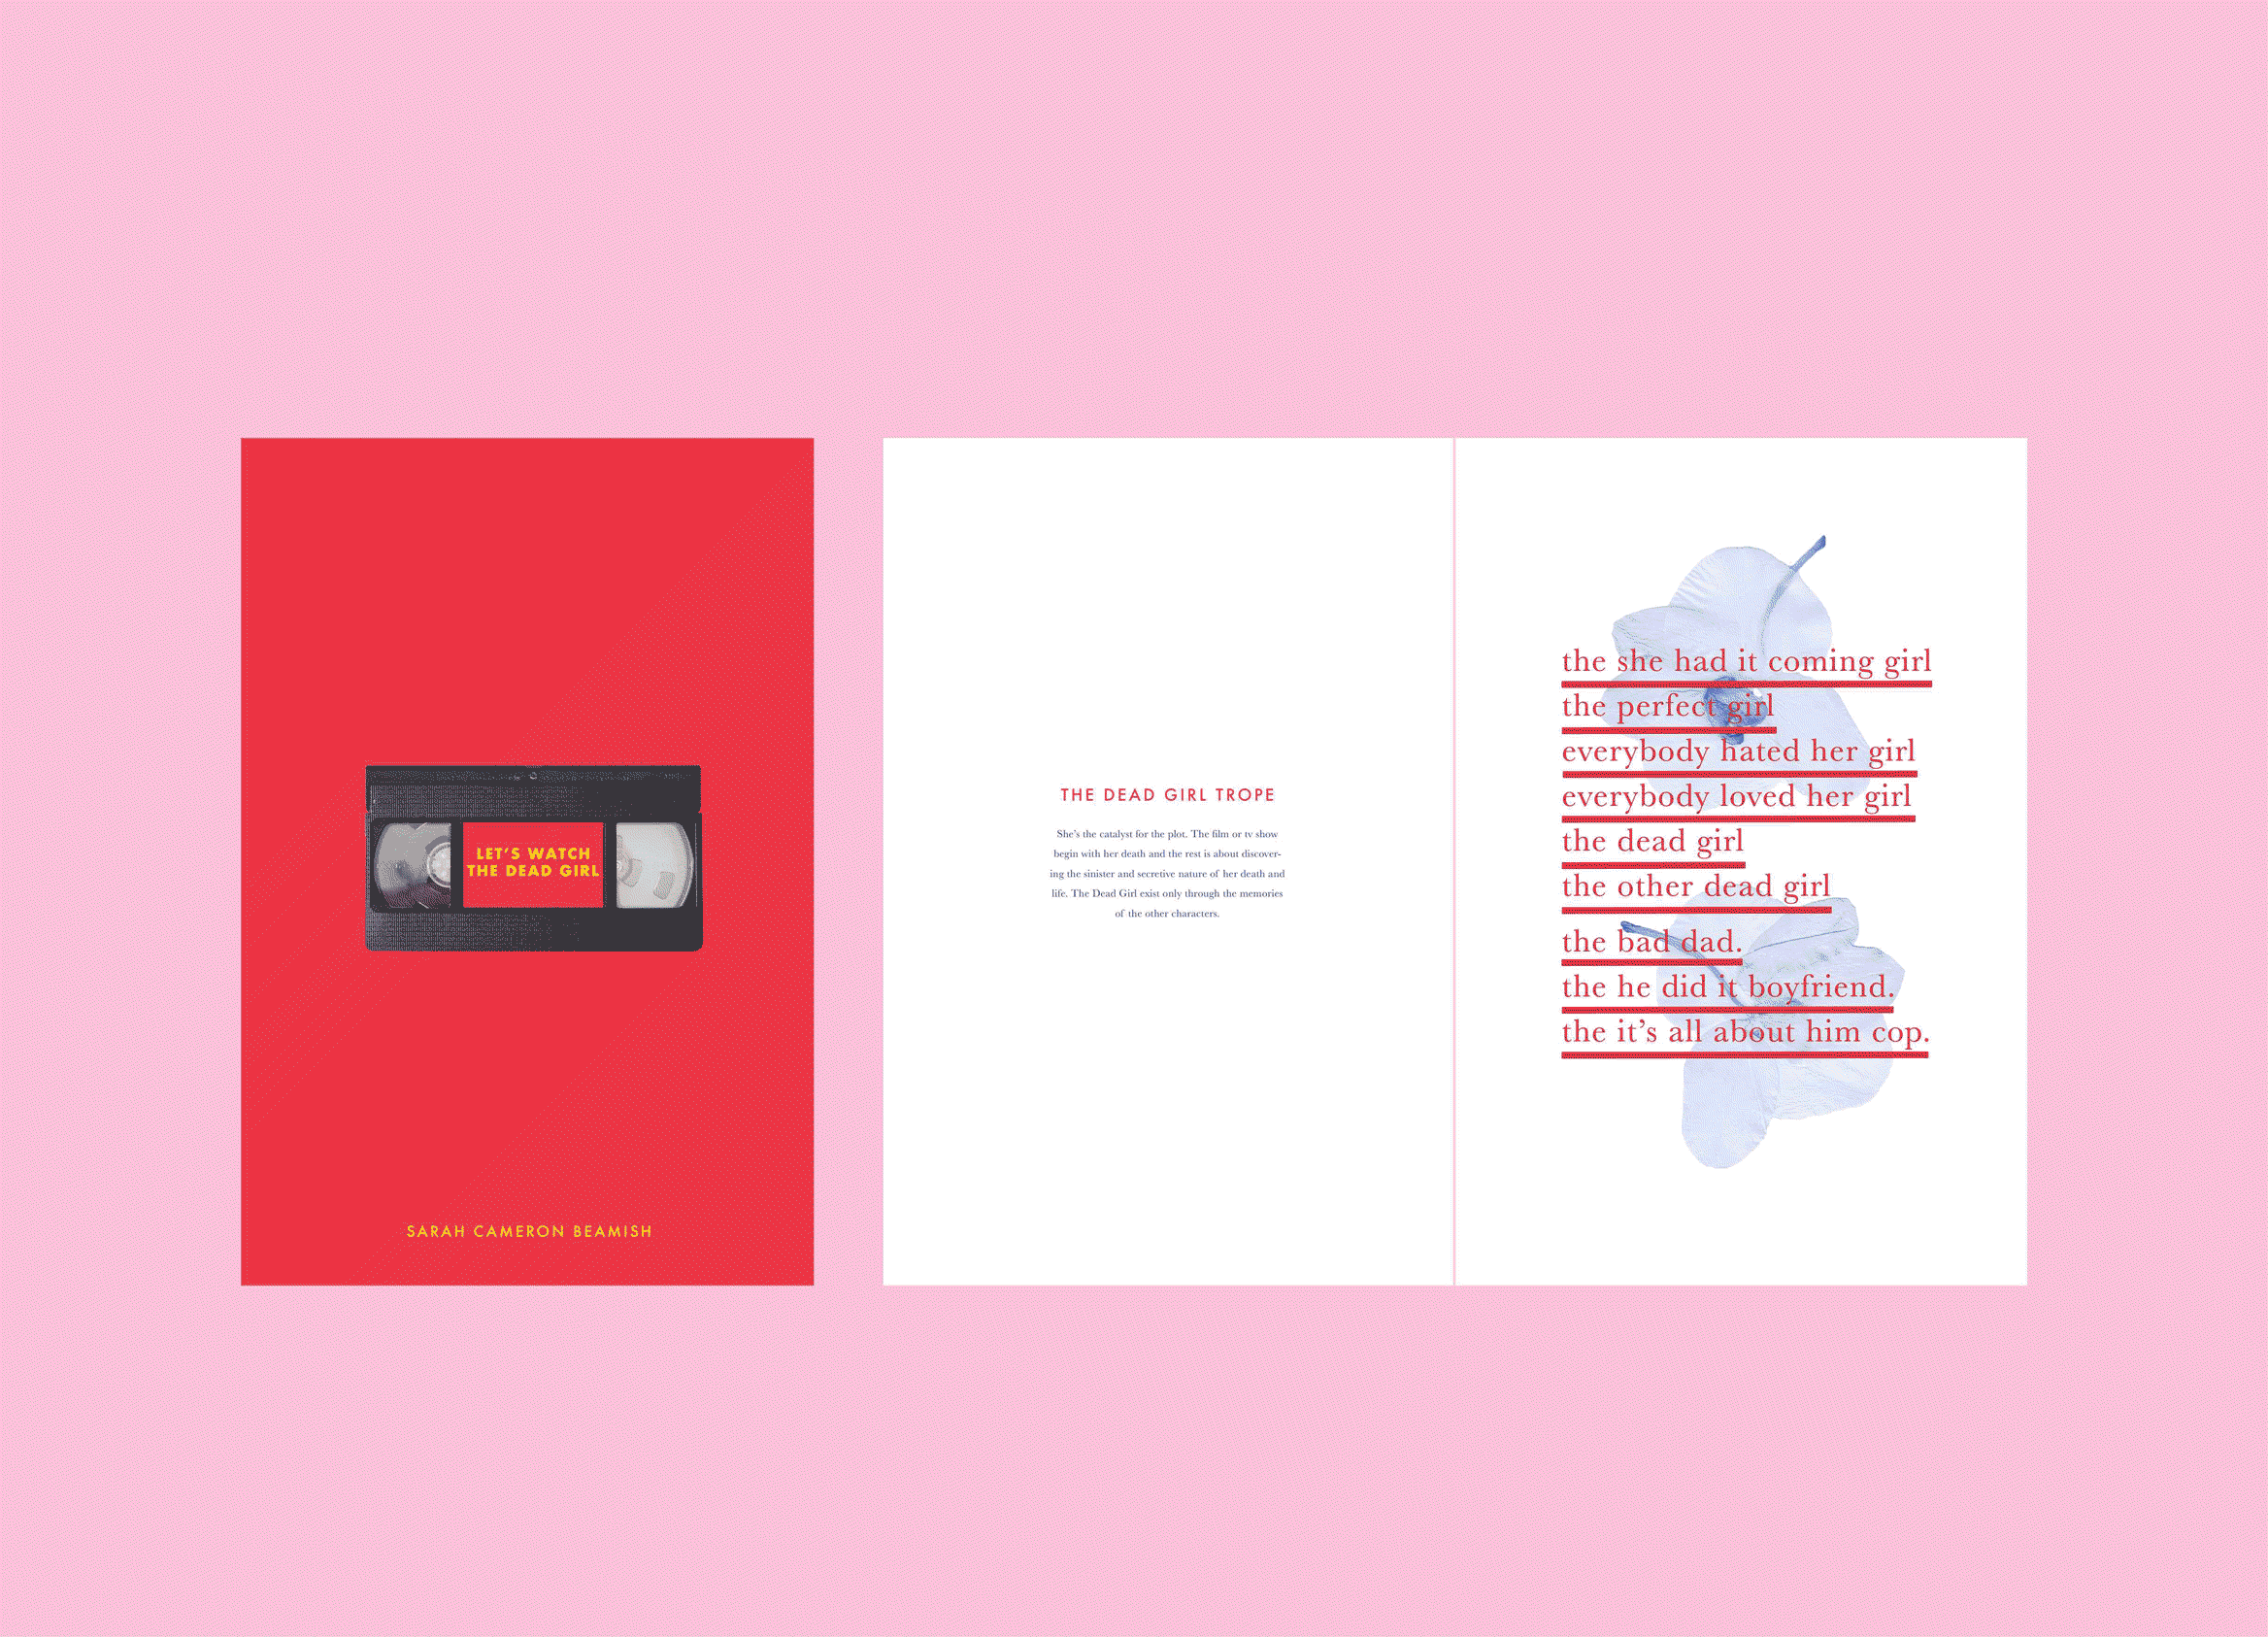 LET'S WATCH
THE DEAD GIRL
SARAH CAMERON BEAMISH
THE DEAD GIRL TROPE
She's the catalyst for the plot. The film or tv show
begin with her death and the rest is about discover-
ing the sinister and secretive nature of her death and
life. The Dead Girl exist only through the memories
of the other characters.
the she had it coming girl
the perfect girl
everybody hated her girl
everybody loved her girl
the dead girl
the other dead girl
the bad dad.
the he did it boyfriend.
the it's all about him cop.